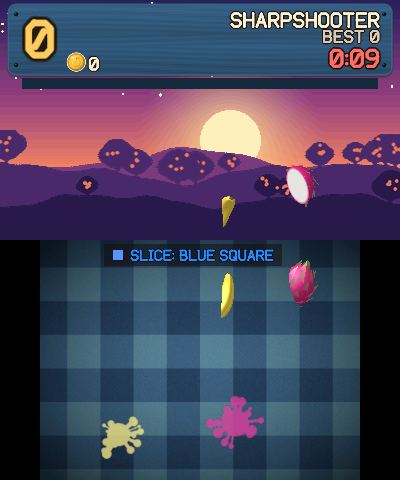 0
0
SHARPSHOOTER
BEST 0
0:09
SLICE: BLUE SQUARE